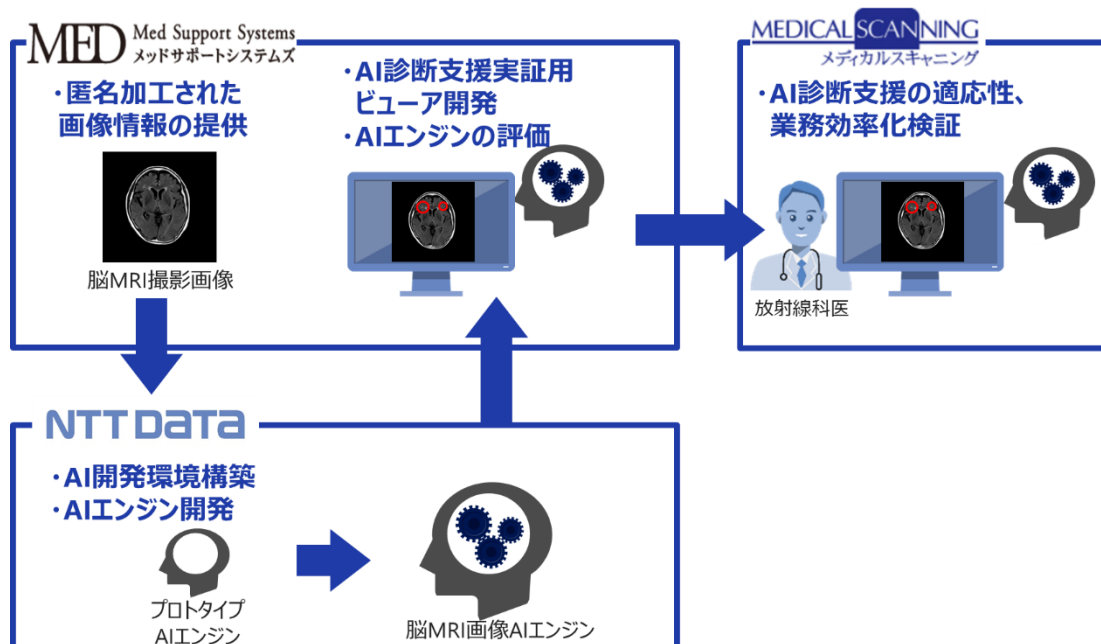 MED Med Support Systems
メッドサポートシステムズ
・匿名加工された
画像情報の提供
脳MRI撮影画像
・AI診断支援実証用
ビューア開発
・AIエンジンの評価
MEDICAL SCANNING
メディカルスキャニング
・AI診断支援の適応性、
業務効率化検証
放射線科医
NTT DATA
・AI開発環境構築
・AIエンジン開発
プロトタイプ
AIエンジン
脳MRI画像AIエンジン